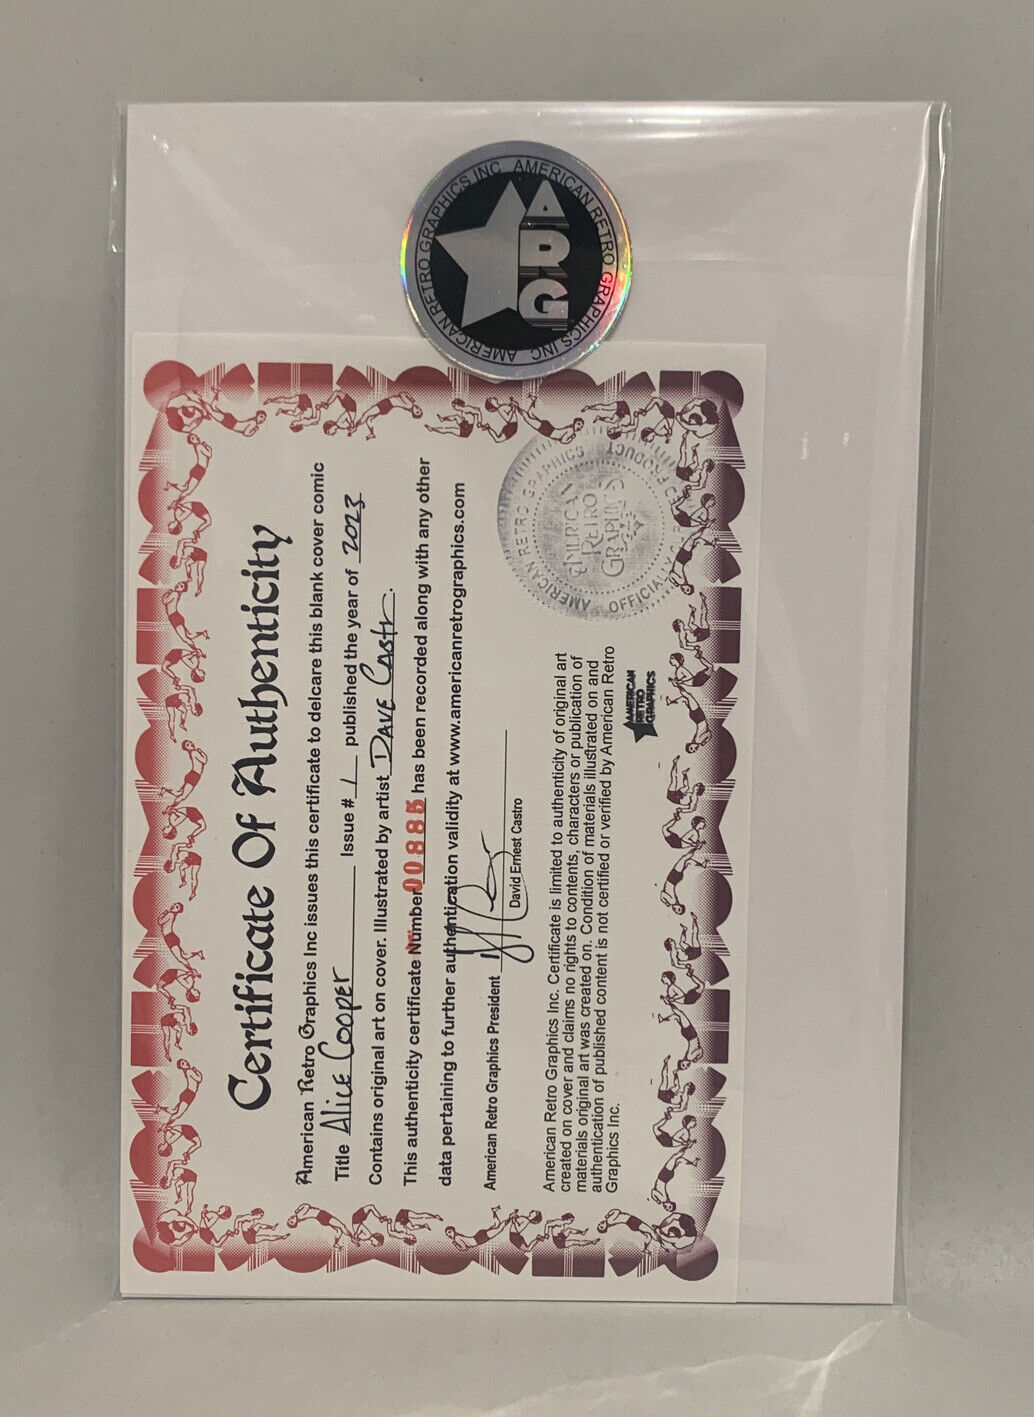 AMERICAN RETRO GRAPHICS INC. AMERICAN RETRO GRAPHICS INC.
ARG
Certificate Of Authenticity
American Retro Graphics Inc issues this certificate to delcare this blank cover comic
Title Alice Cooper Issue # 1 published the year of 2023
Contains original art on cover. Illustrated by artist Dave Castro.
This authenticity certificate Number 00885 has been recorded along with any other
data pertaining to further authentication validity at www.americanretrographics.com
American Retro Graphics President
David Ernest Castro
AMERICAN RETRO GRAPHICS
AMERICAN
RETRO
GRAPHICS
American Retro Graphics Inc. Certificate is limited to authenticity of original art
created on cover and claims no rights to contents, characters or publication of
materials original art was created on. Condition of materials illustrated on and
authentication of published content is not certified or verified by American Retro
Graphics Inc.
AMERICAN
RETRO
GRAPHICS